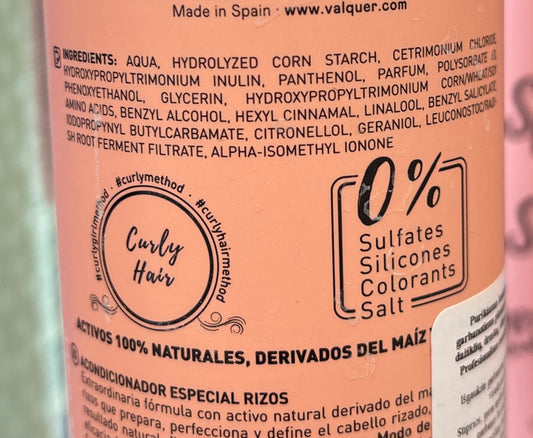 Made in Spain · www.valquer.com
INGREDIENTS: AQUA, HYDROLYZED CORN STARCH, CETRIMONIUM CHLORIDE,
HYDROXYPROPYLTRIMONIUM INULIN, PANTHENOL, PARFUM, POLYSORBATE 60,
PHENOXYETHANOL, GLYCERIN, HYDROXYPROPYLTRIMONIUM CORN/WHEAT/SOY
AMINO ACIDS, BENZYL ALCOHOL, HEXYL CINNAMAL, LINALOOL, BENZYL SALICYLATE,
IODOPROPYNYL BUTYLCARBAMATE, CITRONELLOL, GERANIOL, LEUCONOSTOC/RADI-
SH ROOT FERMENT FILTRATE, ALPHA-ISOMETHYL IONONE
#curlygirlmethod · #curlymethod · #curlyhairmethod
Curly
Hair
0%
Sulfates
Silicones
Colorants
Salt
ACTIVOS 100% NATURALES, DERIVADOS DEL MAÍZ
ACONDICIONADOR ESPECIAL RIZOS
Extraordinaria fórmula con activo natural derivado del ma
rizos que prepara, perfecciona y define el cabello rizado,
resultado natural Modo de